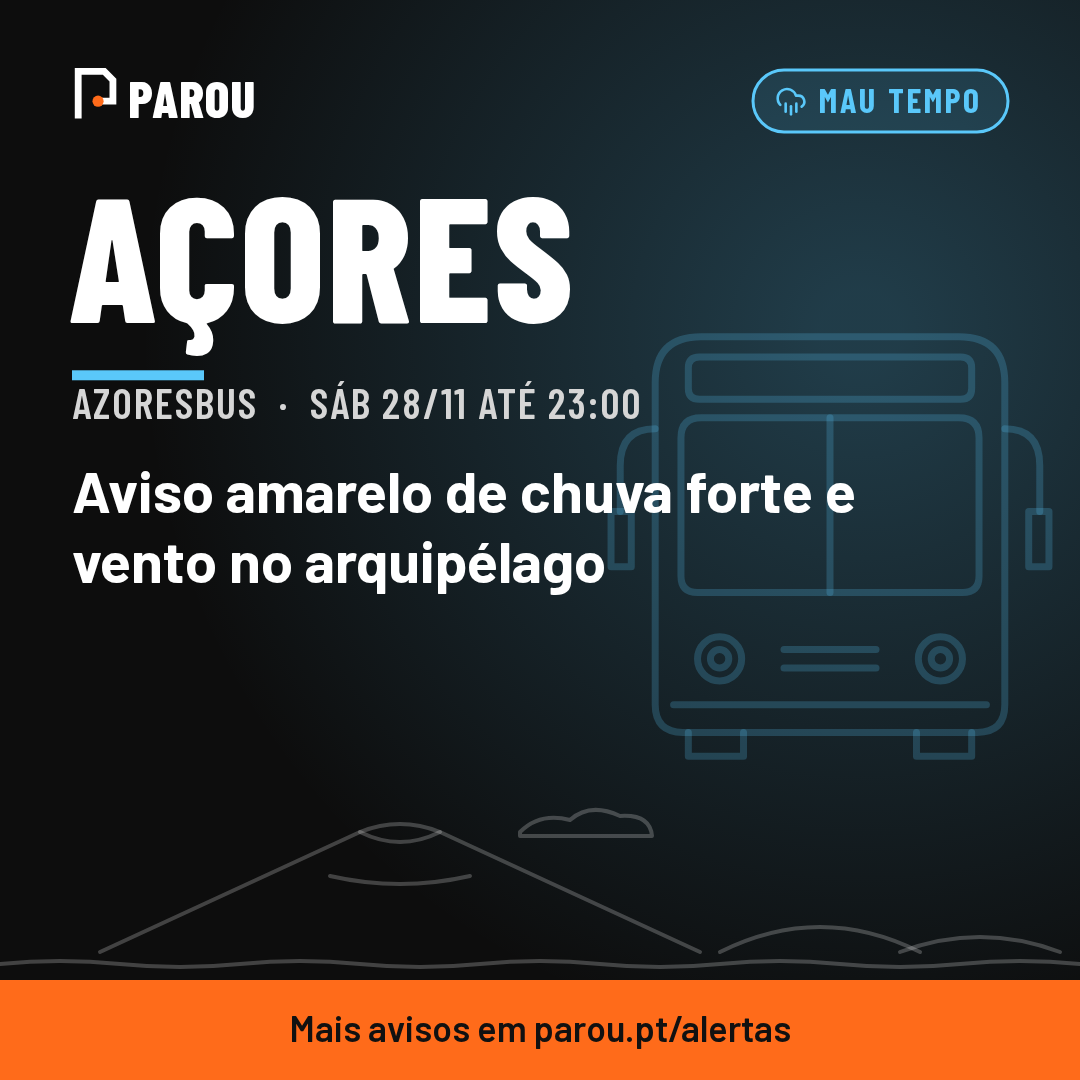 PAROU
MAU TEMPO
AÇORES
AZORESBUS · SÁB 28/11 ATÉ 23:00
Aviso amarelo de chuva forte e
vento no arquipélago
Mais avisos em parou.pt/alertas